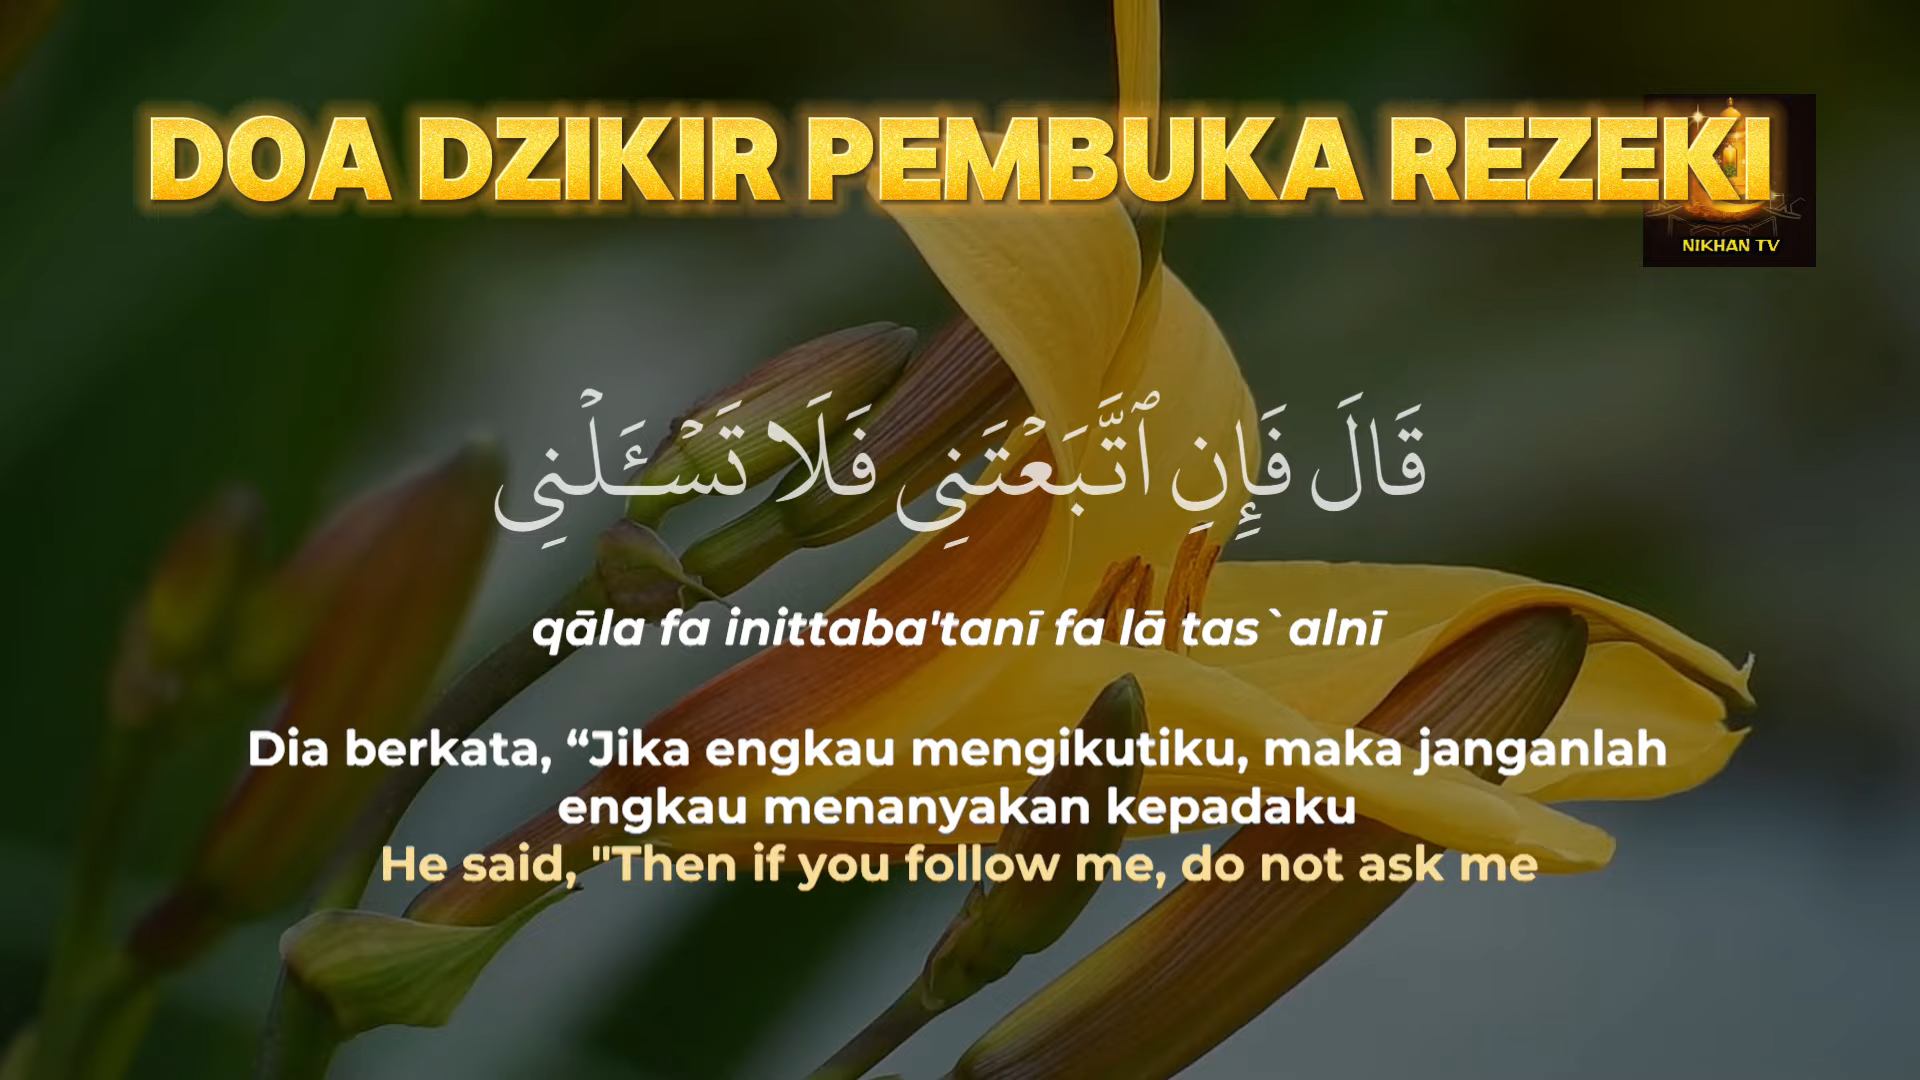 DOA DZIKIR PEMBUKA REZEKI
NIKHAN TV
قَالَ فَإِنِ ٱتَّبَعْتَنِى فَلَا تَسْـَٔلْنِى
qāla fa inittaba'tanī fa lā tas`alnī
Dia berkata, “Jika engkau mengikutiku, maka janganlah
engkau menanyakan kepadaku
He said, "Then if you follow me, do not ask me